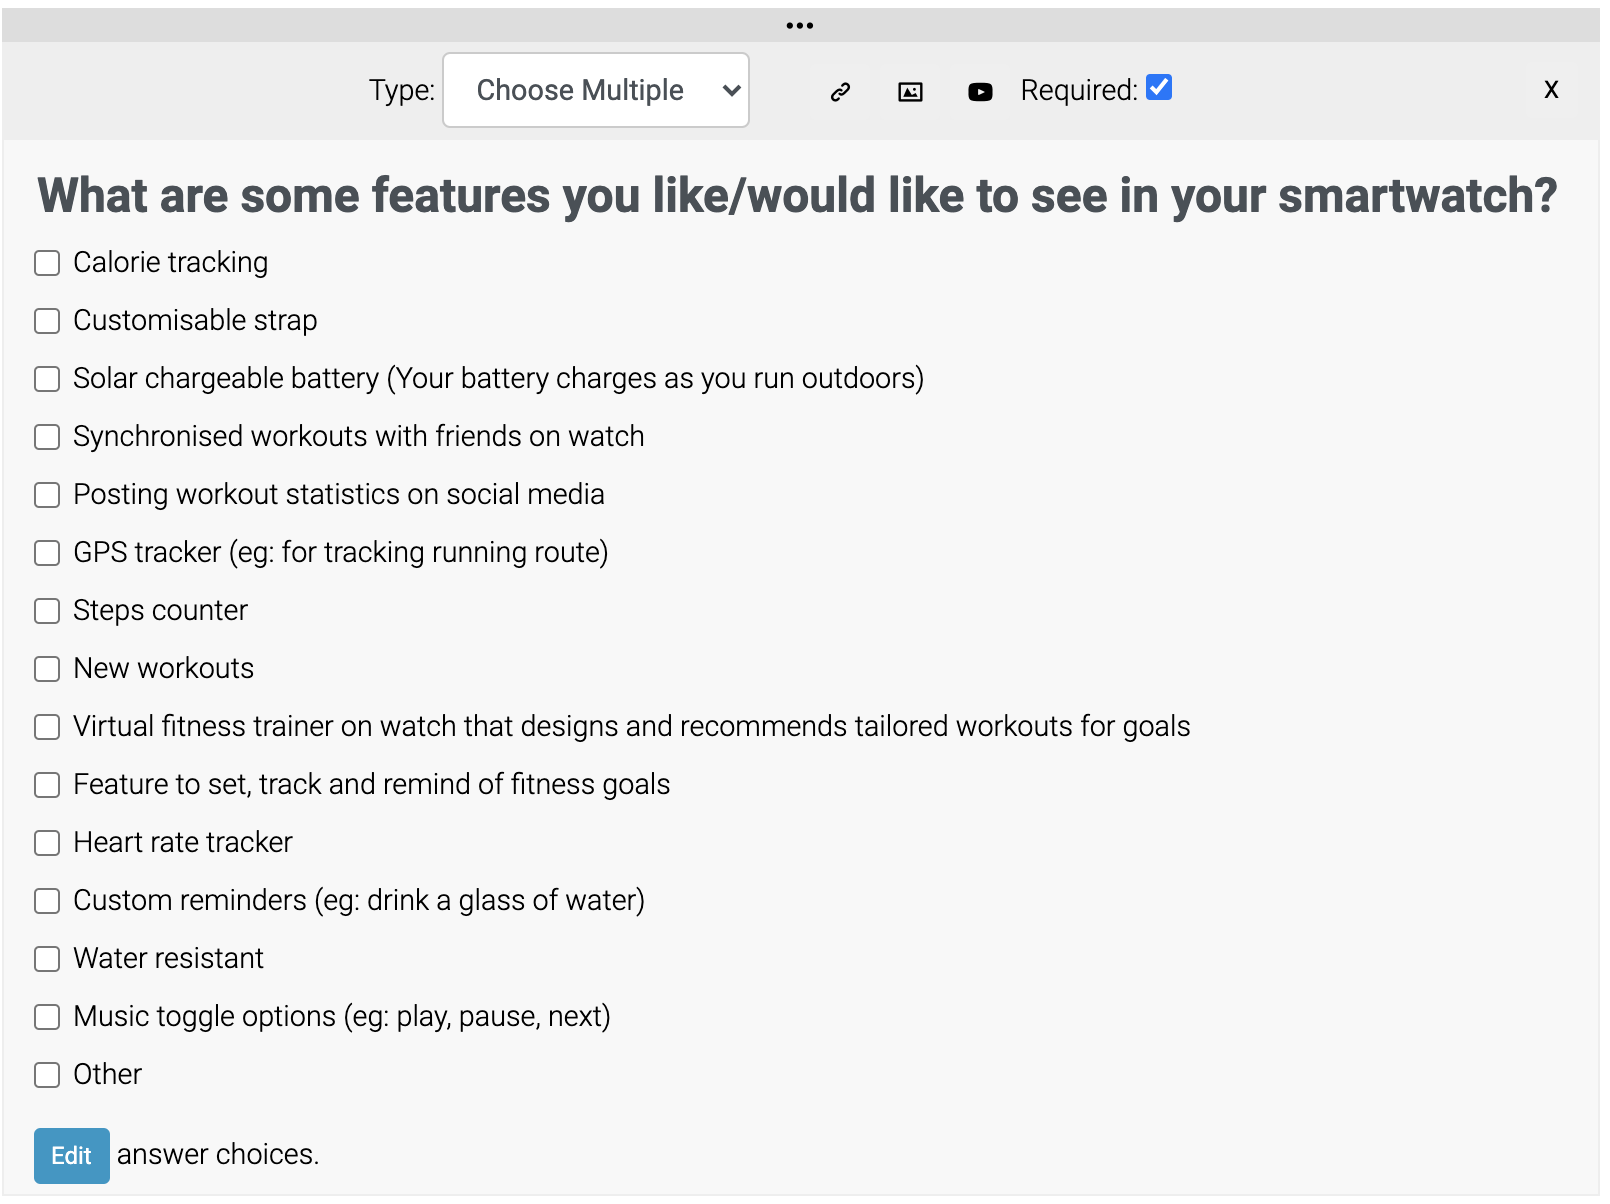 Type: Choose Multiple Required: X
What are some features you like/would like to see in your smartwatch?
Calorie tracking
Customisable strap
Solar chargeable battery (Your battery charges as you run outdoors)
Synchronised workouts with friends on watch
Posting workout statistics on social media
GPS tracker (eg: for tracking running route)
Steps counter
New workouts
Virtual fitness trainer on watch that designs and recommends tailored workouts for goals
Feature to set, track and remind of fitness goals
Heart rate tracker
Custom reminders (eg: drink a glass of water)
Water resistant
Music toggle options (eg: play, pause, next)
Other
Edit answer choices.